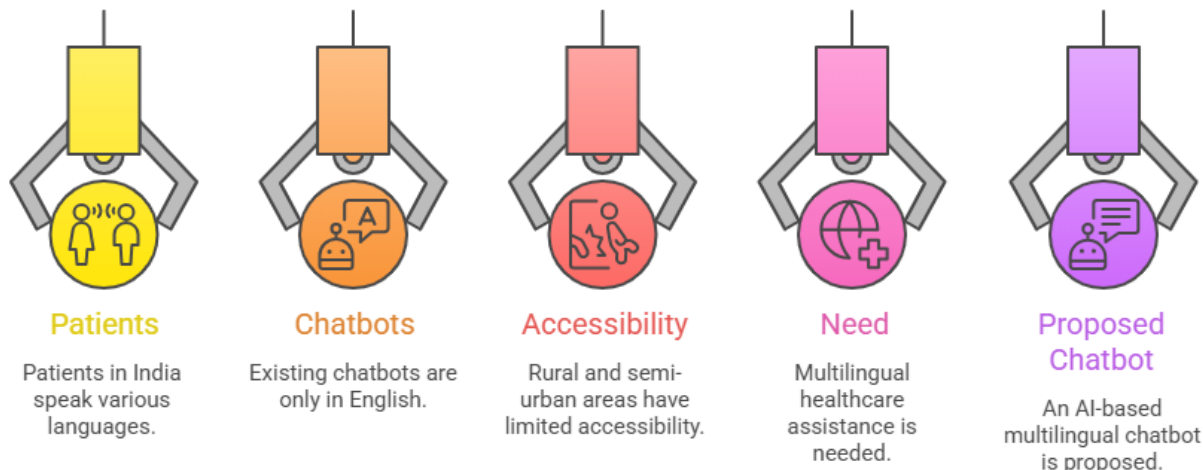 A
Patients
Patients in India
speak various
languages.
Chatbots
Existing chatbots are
only in English.
Accessibility
Rural and semi-
urban areas have
limited accessibility.
Need
Multilingual
healthcare
assistance is
needed.
Proposed
Chatbot
An AI-based
multilingual chatbot
is proposed.